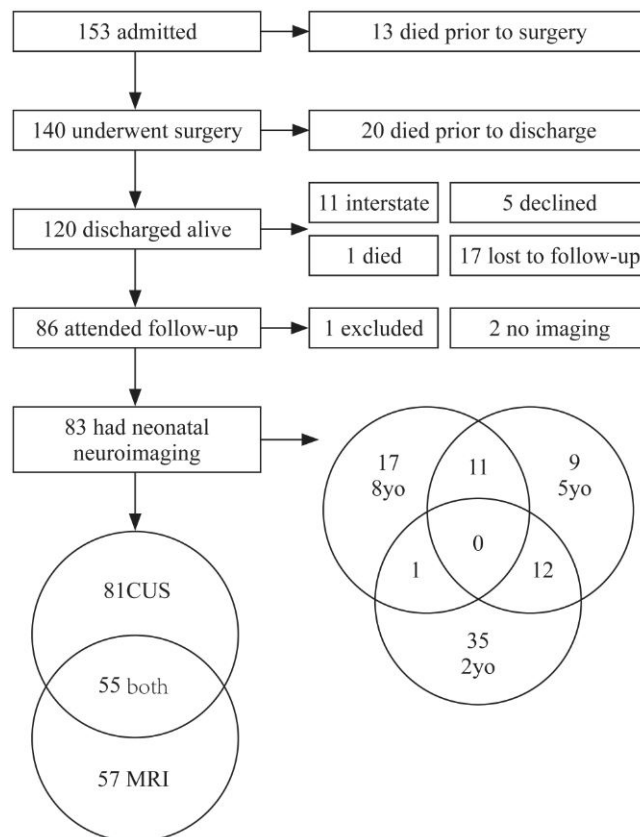 153 admitted
13 died prior to surgery
140 underwent surgery
20 died prior to discharge
120 discharged alive
11 interstate
5 declined
1 died
17 lost to follow-up
86 attended follow-up
1 excluded
2 no imaging
83 had neonatal
neuroimaging
17
8yo
11
9
5yo
0
1
12
35
2yo
81CUS
55 both
57 MRI